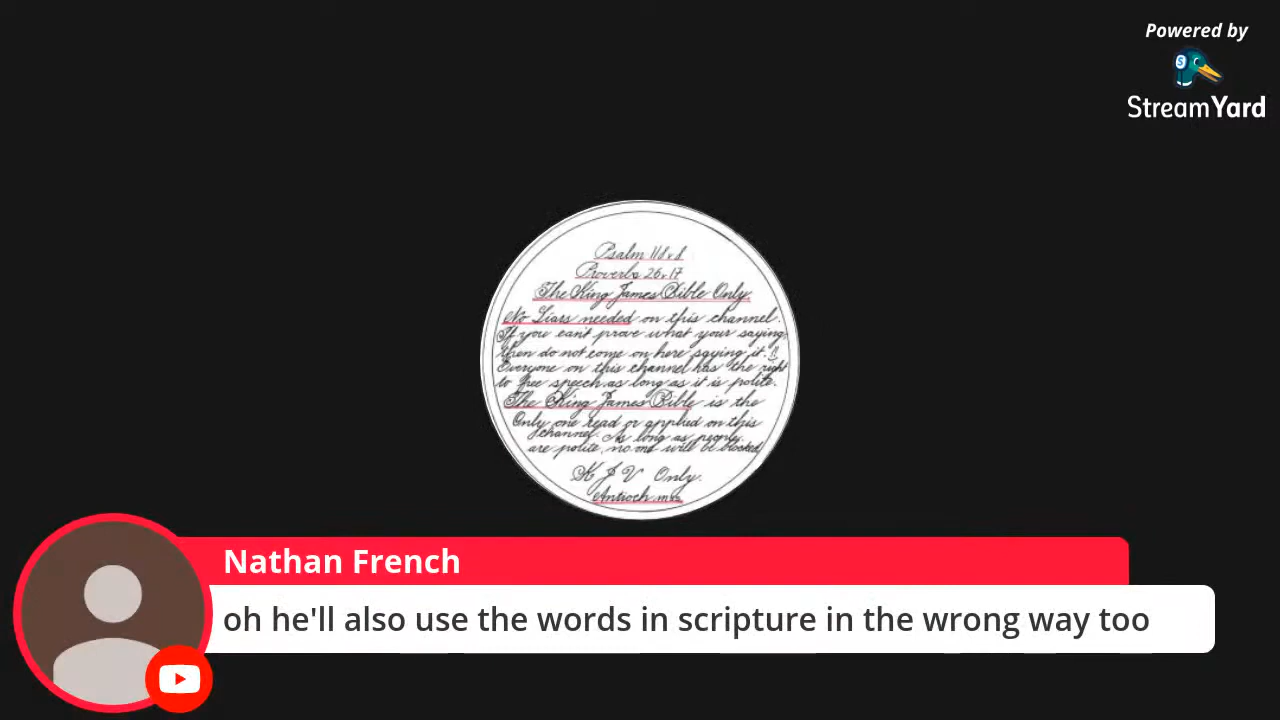 Powered by
StreamYard
Psalm 118 v 8
Proverbs 26 v 17
The King James Bible Only
No Liars needed on this channel.
If you can't prove what your saying
then do not come on here saying it. !!
Everyone on this channel has the right
to free speech as long as it is polite.
The King James Bible is the
Only one read or applied on this
channel. As long as people
are polite, no one will be blocked
K J V Only.
Antioch
Nathan French
oh he'll also use the words in scripture in the wrong way too